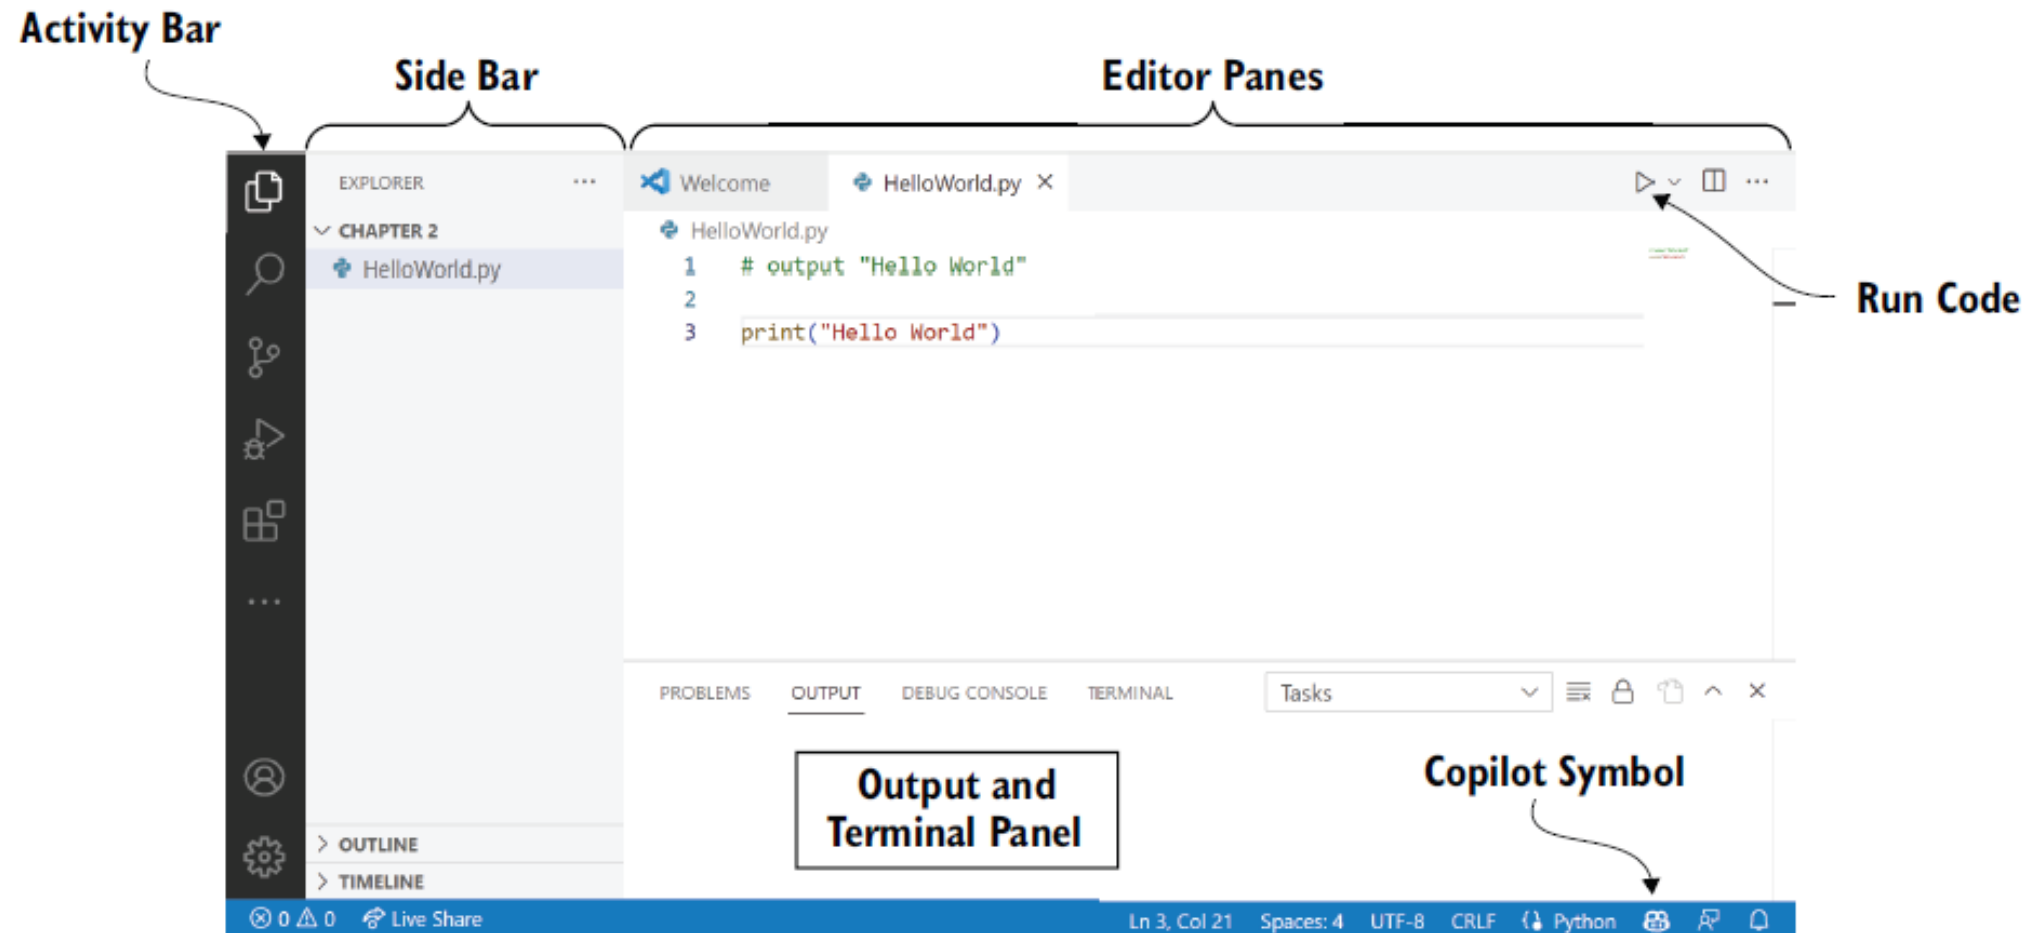 Activity Bar
Side Bar
Editor Panes
EXPLORER
Welcome
HelloWorld.py
CHAPTER 2
HelloWorld.py
HelloWorld.py
1 # output "Hello World"
2
3 print("Hello World")
Run Code
PROBLEMS OUTPUT DEBUG CONSOLE TERMINAL Tasks
Output and
Terminal Panel
Copilot Symbol
OUTLINE
TIMELINE
0 0 Live Share Ln 3, Col 21 Spaces: 4 UTF-8 CRLF Python